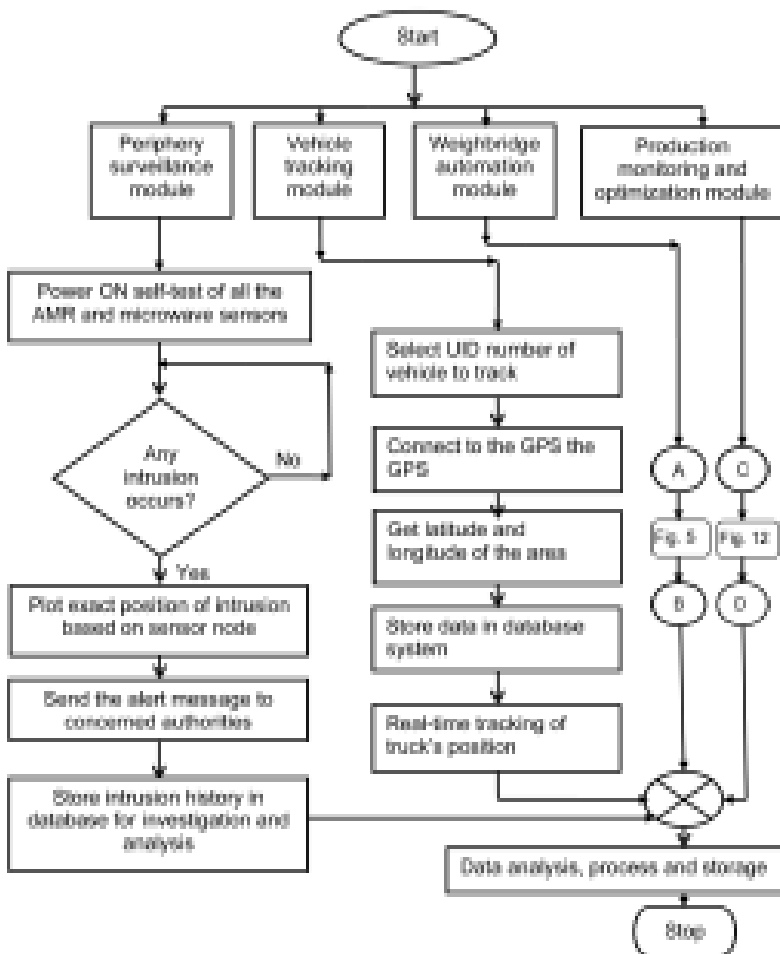 Start
Periphery
surveillance
module
Vehicle
tracking
module
Weighbridge
automation
module
Production
monitoring and
optimization module
Power ON self-test of all the
AMR and microwave sensors
Any
intrusion
occurs?
No
Yes
Plot exact position of intrusion
based on sensor node
Send the alert message to
concerned authorities
Store intrusion history in
database for investigation and
analysis
Select UID number of
vehicle to track
Connect to the GPS the
GPS
Get latitude and
longitude of the area
Store data in database
system
Real-time tracking of
truck's position
A
Fig. 5
B
C
Fig. 12
D
Data analysis, process and storage
Stop